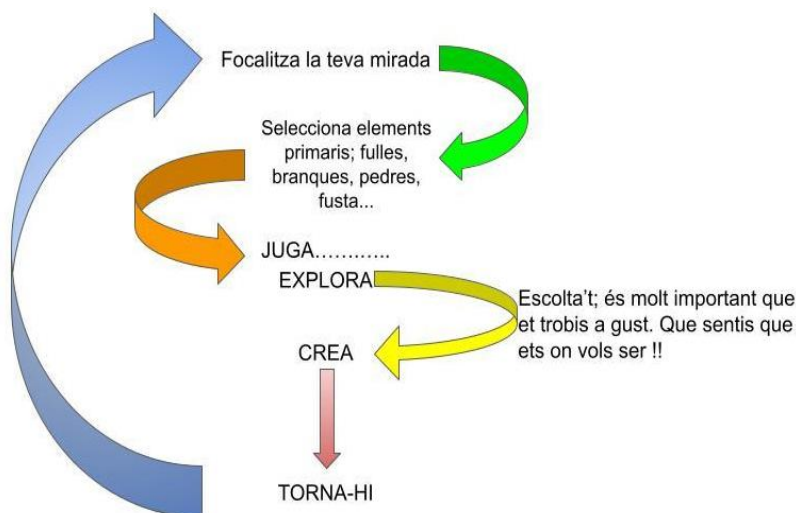 Focalitza la teva mirada
Selecciona elements
primaris; fulles,
branques, pedres,
fusta...
JUGA............
EXPLORA
Escolta't; és molt important que
et trobis a gust. Que sentis que
ets on vols ser !!
CREA
TORNA-HI